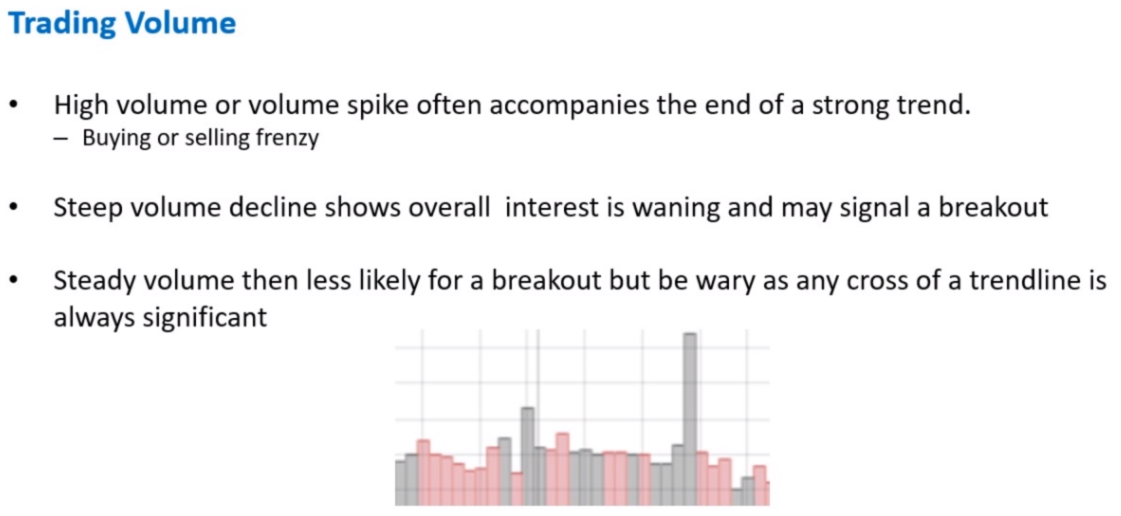 Trading Volume
• High volume or volume spike often accompanies the end of a strong trend.
– Buying or selling frenzy
• Steep volume decline shows overall  interest is waning and may signal a breakout
• Steady volume then less likely for a breakout but be wary as any cross of a trendline is
always significant